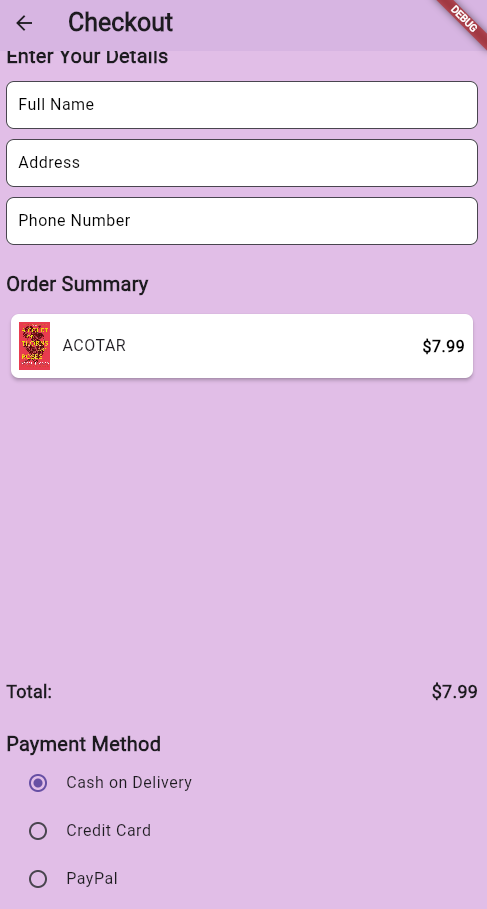 Checkout
DEBUG
Enter Your Details
Full Name
Address
Phone Number
Order Summary
ACOTAR
$7.99
Total:
$7.99
Payment Method
Cash on Delivery
Credit Card
PayPal